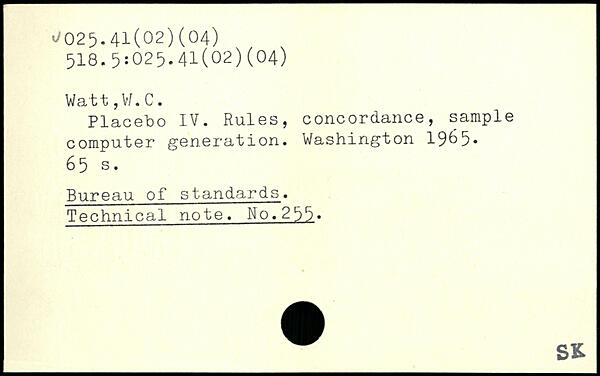 025.41(02)(04)
518.5:025.41(02)(04)
Watt,W.C.
Placebo IV. Rules, concordance, sample
computer generation. Washington 1965.
65 s.
Bureau of standards.
Technical note. No.255.
SK